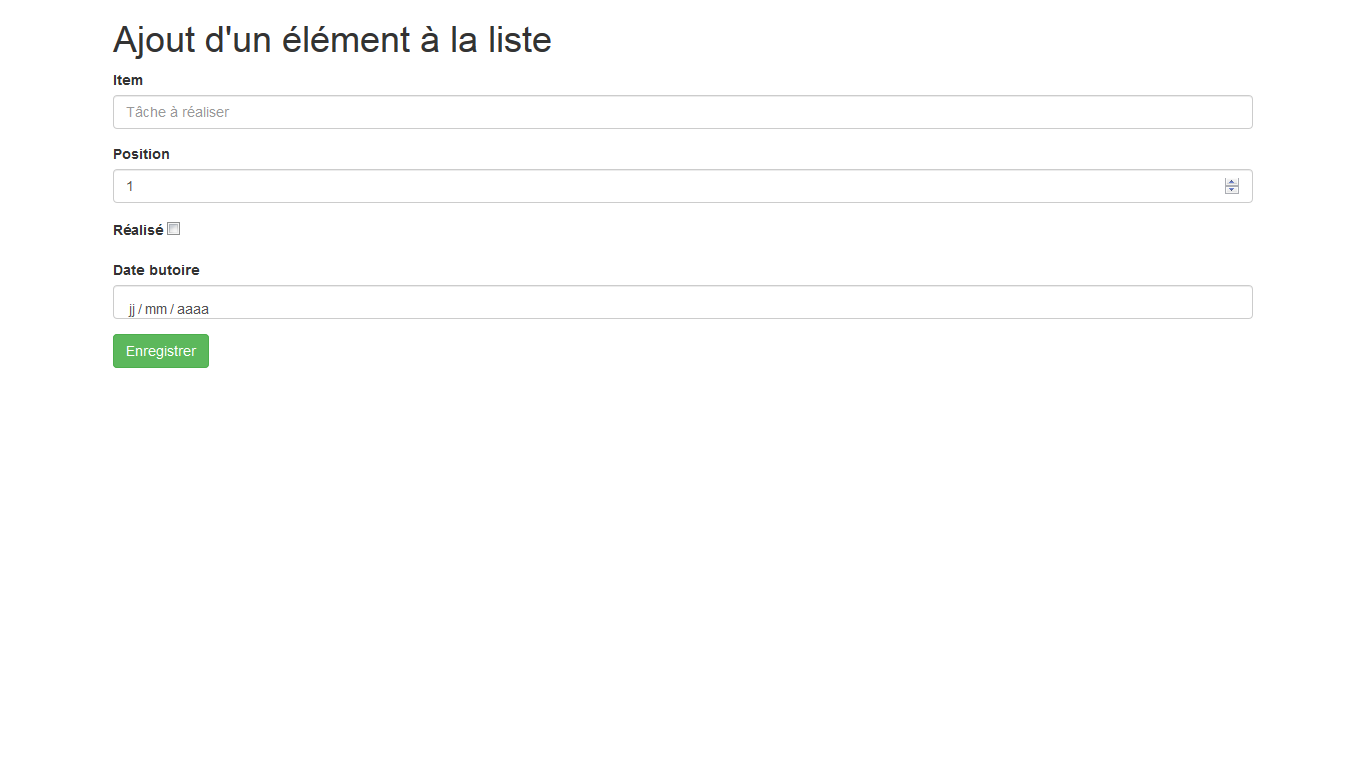 Ajout d'un élément à la liste
Item
Tâche à réaliser
Position
1
Réalisé
Date butoire
jj / mm / aaaa
Enregistrer